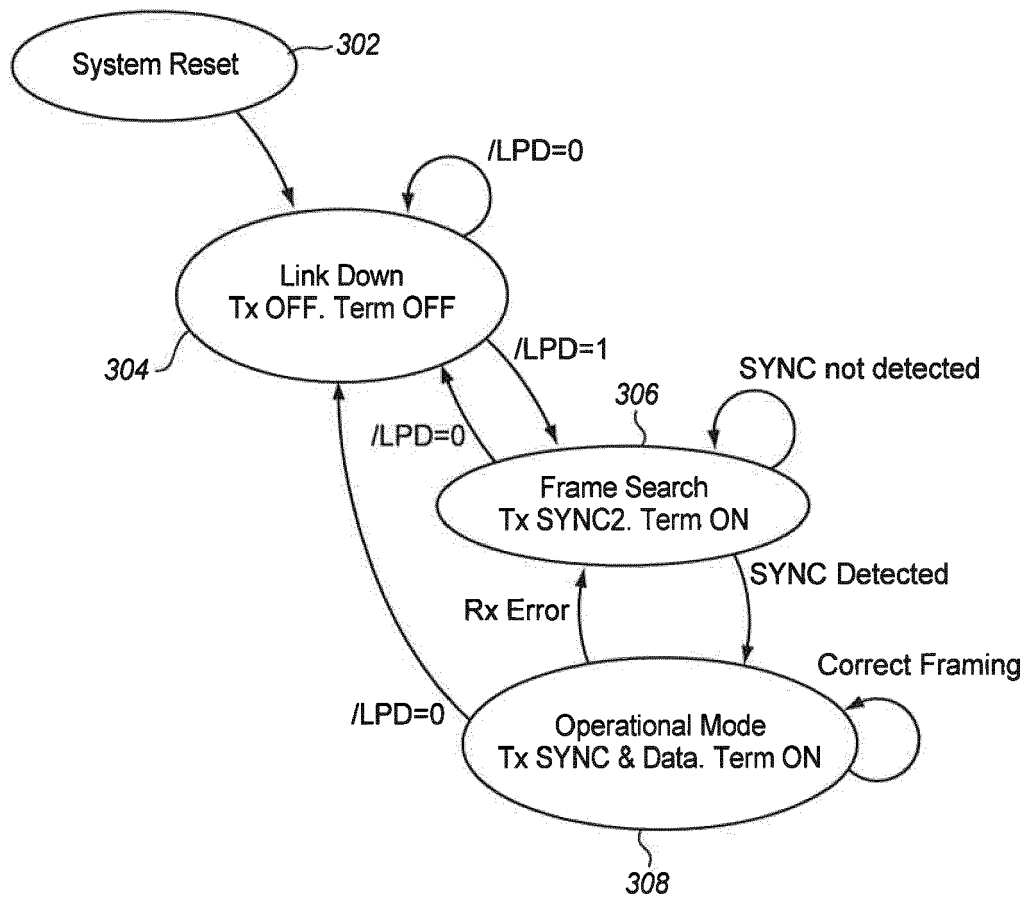 302
System Reset
/LPD=0
Link Down
Tx OFF. Term OFF
304
/LPD=1
SYNC not detected
306
/LPD=0
Frame Search
Tx SYNC2. Term ON
SYNC Detected
Rx Error
Correct Framing
/LPD=0
Operational Mode
Tx SYNC & Data. Term ON
308